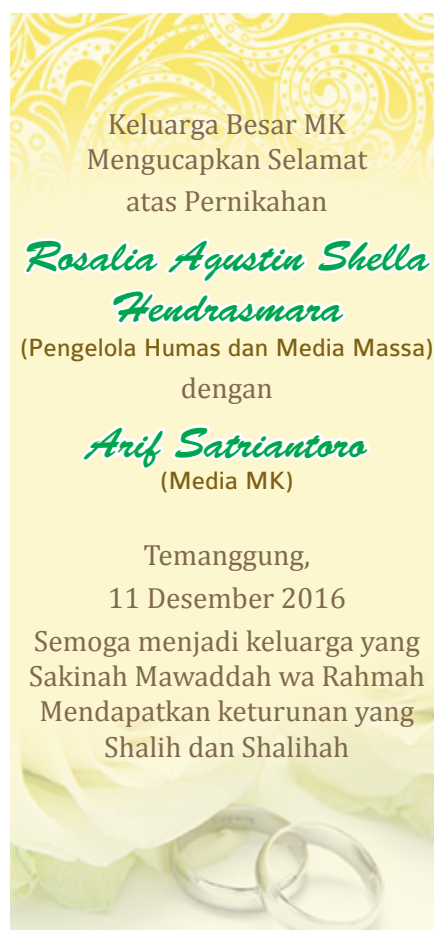 Keluarga Besar MK
Mengucapkan Selamat
atas Pernikahan
Rosalia Agustin Shella
Hendrasmara
(Pengelola Humas dan Media Massa)
dengan
Arif Satriantoro
(Media MK)
Temanggung,
11 Desember 2016
Semoga menjadi keluarga yang
Sakinah Mawaddah wa Rahmah
Mendapatkan keturunan yang
Shalih dan Shalihah